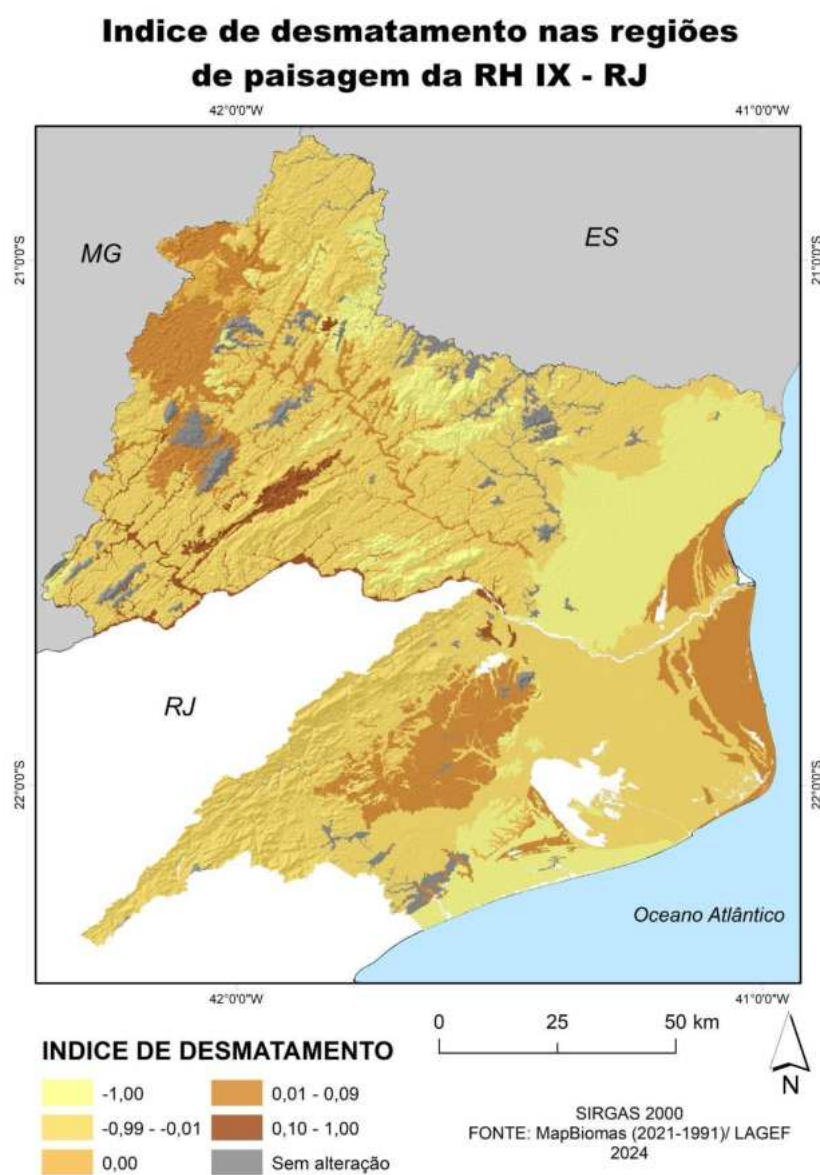 Indice de desmatamento nas regiões
de paisagem da RH IX - RJ
42°0'0"W
41°0'0"W
MG
ES
21°0'0"S
21°0'0"S
RJ
22°0'0"S
22°0'0"S
Oceano Atlântico
42°0'0"W
41°0'0"W
0 25 50 km
INDICE DE DESMATAMENTO
-1,00
0,01 - 0,09
-0,99 - -0,01
0,10 - 1,00
0,00
Sem alteração
N
SIRGAS 2000
FONTE: MapBiomas (2021-1991)/ LAGEF
2024